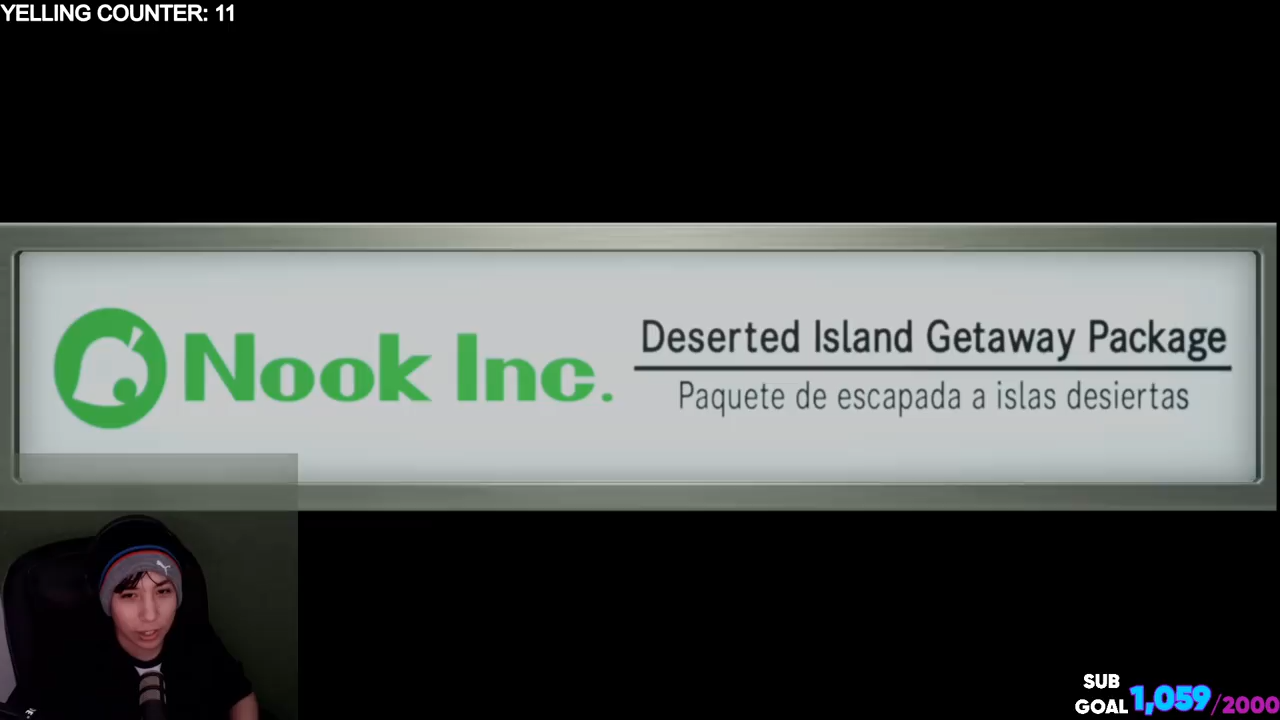 YELLING COUNTER: 11
Nook Inc.
Deserted Island Getaway Package
Paquete de escapada a islas desiertas
SUB
GOAL 1,059/2000